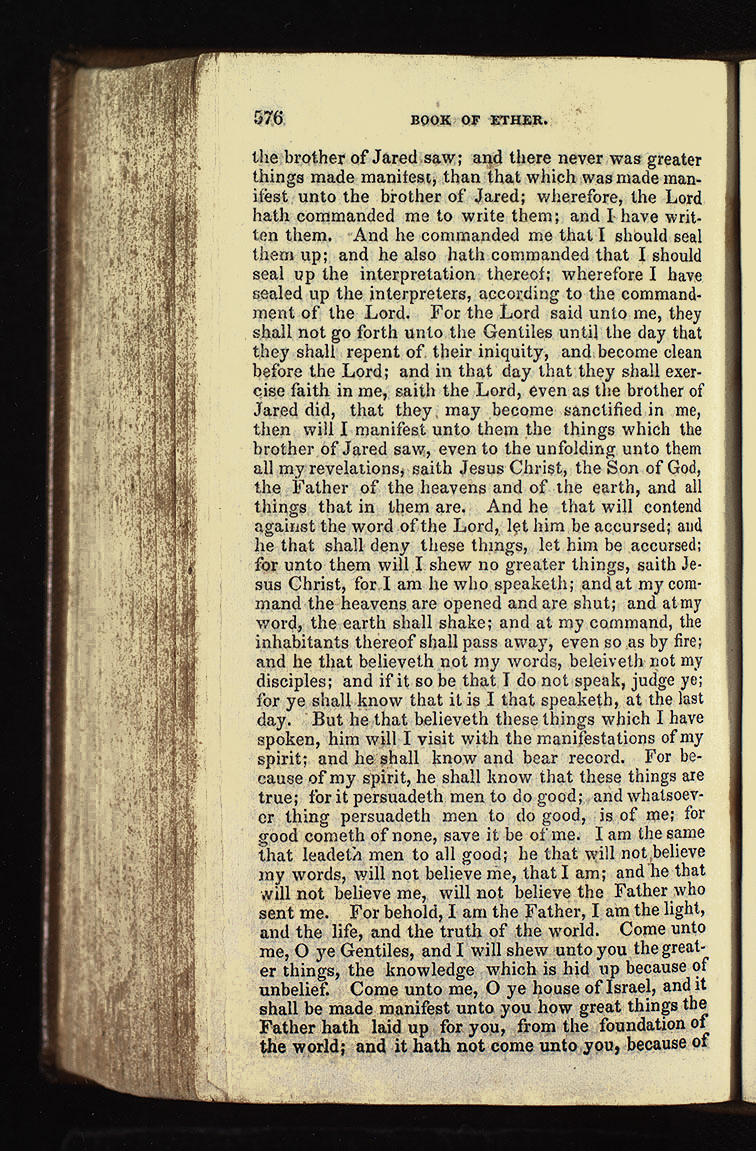 576 BOOK OF ETHER.
the brother of Jared saw; and there never was greater
things made manifest, than that which was made man-
ifest unto the brother of Jared; wherefore, the Lord
hath commanded me to write them; and I have writ-
ten them. And he commanded me that I should seal
them up; and he also hath commanded that I should
seal up the interpretation thereof; wherefore I have
sealed up the interpreters, according to the command-
ment of the Lord. For the Lord said unto me, they
shall not go forth unto the Gentiles until the day that
they shall repent of their iniquity, and become clean
before the Lord; and in that day that they shall exer-
cise faith in me, saith the Lord, even as the brother of
Jared did, that they may become sanctified in me,
then will I manifest unto them the things which the
brother of Jared saw, even to the unfolding unto them
all my revelations, saith Jesus Christ, the Son of God,
the Father of the heavens and of the earth, and all
things that in them are. And he that will contend
against the word of the Lord, let him be accursed; and
he that shall deny these things, let him be accursed;
for unto them will I shew no greater things, saith Je-
sus Christ, for I am he who speaketh; and at my com-
mand the heavens are opened and are shut; and at my
word, the earth shall shake; and at my command, the
inhabitants thereof shall pass away, even so as by fire;
and he that believeth not my words, beleiveth not my
disciples; and if it so be that I do not speak, judge ye;
for ye shall know that it is I that speaketh, at the last
day. But he that believeth these things which I have
spoken, him will I visit with the manifestations of my
spirit; and he shall know and bear record. For be-
cause of my spirit, he shall know that these things are
true; for it persuadeth men to do good; and whatsoev-
er thing persuadeth men to do good, is of me; for
good cometh of none, save it be of me. I am the same
that leadeth men to all good; he that will not believe
my words, will not believe me, that I am; and he that
will not believe me, will not believe the Father who
sent me. For behold, I am the Father, I am the light,
and the life, and the truth of the world. Come unto
me, O ye Gentiles, and I will shew unto you the great-
er things, the knowledge which is hid up because of
unbelief. Come unto me, O ye house of Israel, and it
shall be made manifest unto you how great things the
Father hath laid up for you, from the foundation of
the world; and it hath not come unto you, because of